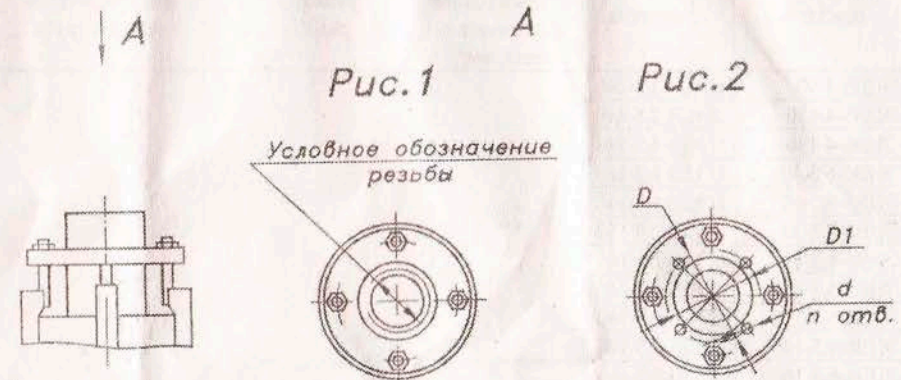 А
А
Рис.1
Рис.2
Условное обозначение
резьбы
D
D1
d
n отв.